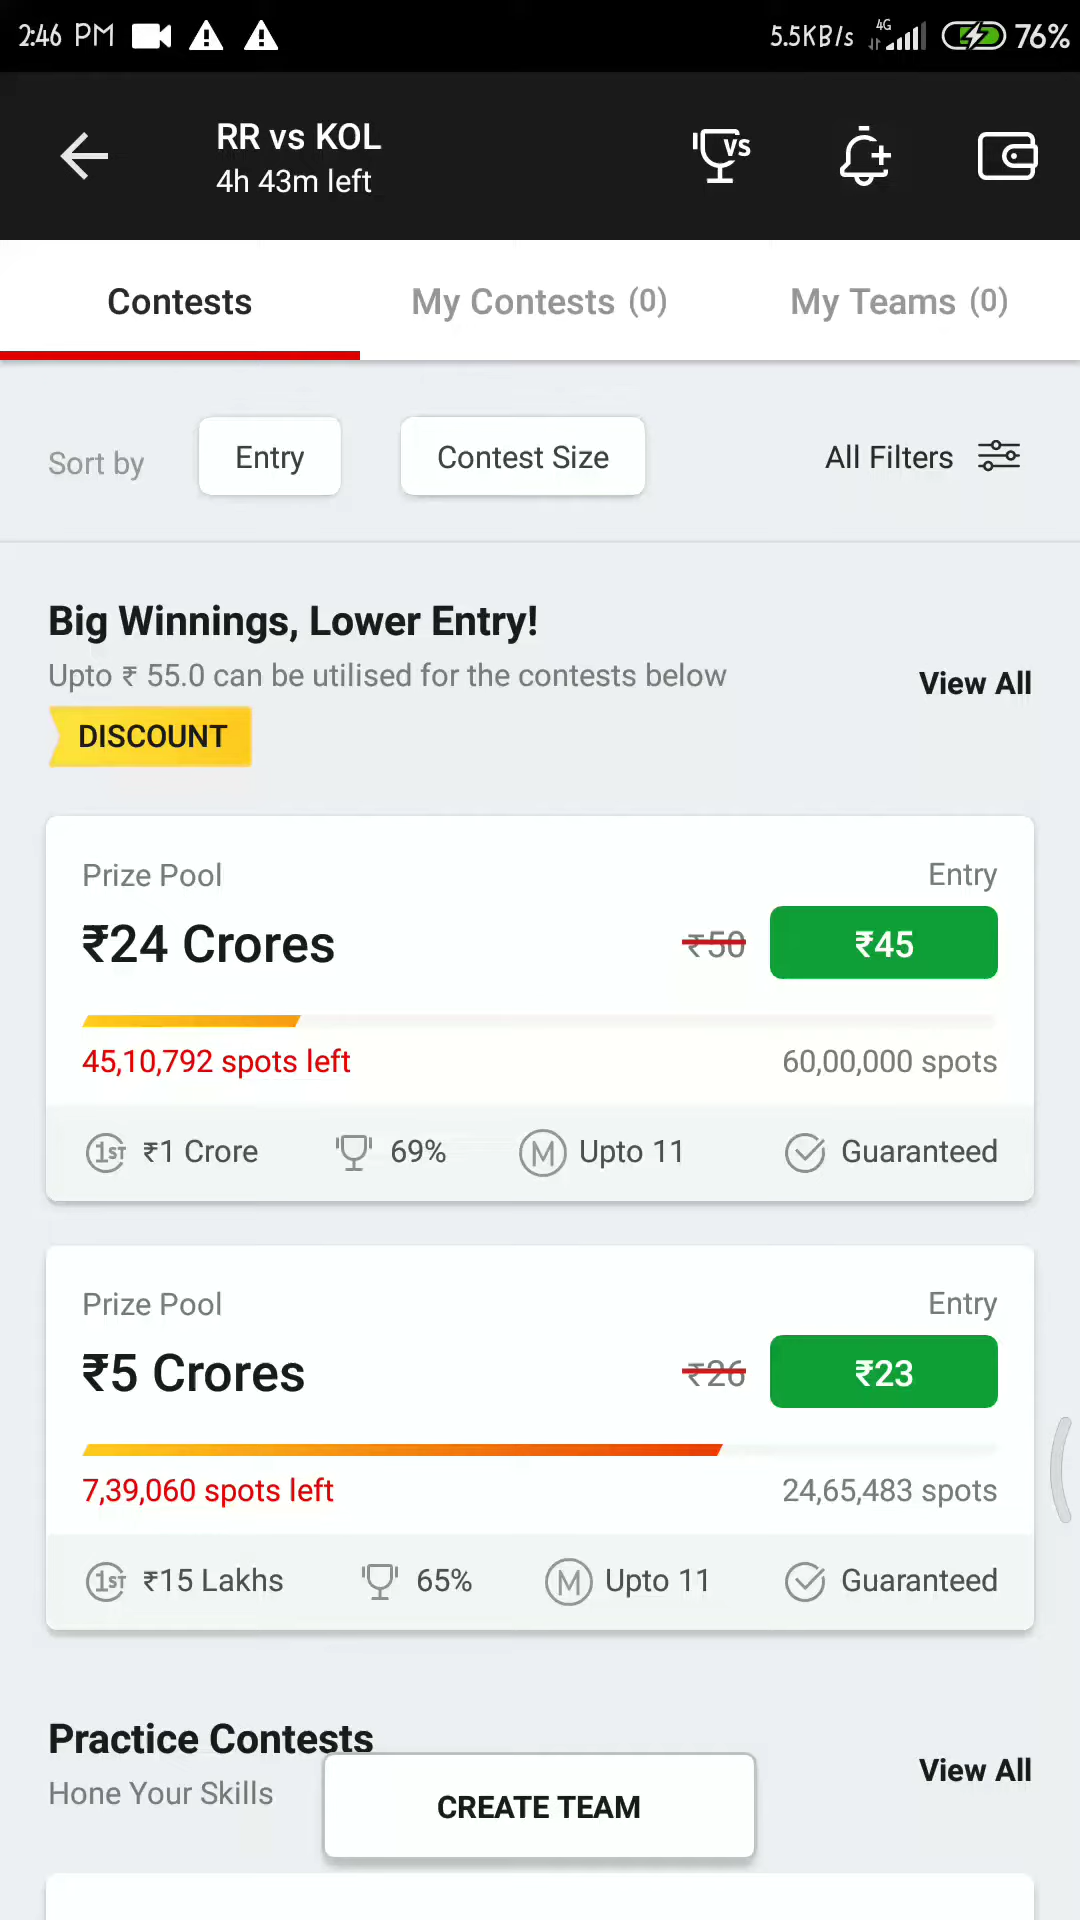 2:46 PM 5.5KB/s 4G 76%
RR vs KOL
4h 43m left
VS
Contests My Contests (0) My Teams (0)
Sort by Entry Contest Size All Filters
Big Winnings, Lower Entry!
Upto ₹ 55.0 can be utilised for the contests below
View All
DISCOUNT
Prize Pool Entry
₹24 Crores ₹50 ₹45
45,10,792 spots left 60,00,000 spots
1ST ₹1 Crore 69% M Upto 11 Guaranteed
Prize Pool Entry
₹5 Crores ₹26 ₹23
7,39,060 spots left 24,65,483 spots
1ST ₹15 Lakhs 65% M Upto 11 Guaranteed
Practice Contests
View All
Hone Your Skills
CREATE TEAM